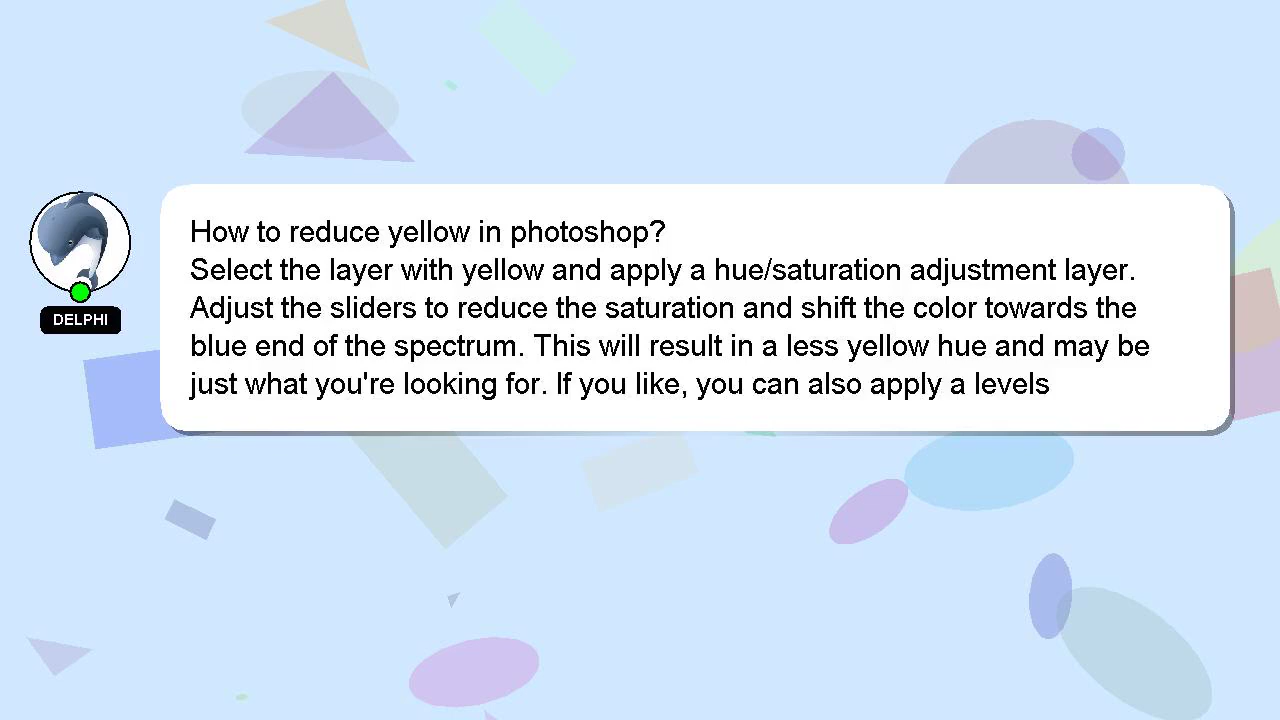 How to reduce yellow in photoshop?
Select the layer with yellow and apply a hue/saturation adjustment layer.
Adjust the sliders to reduce the saturation and shift the color towards the
blue end of the spectrum. This will result in a less yellow hue and may be
just what you're looking for. If you like, you can also apply a levels
DELPHI